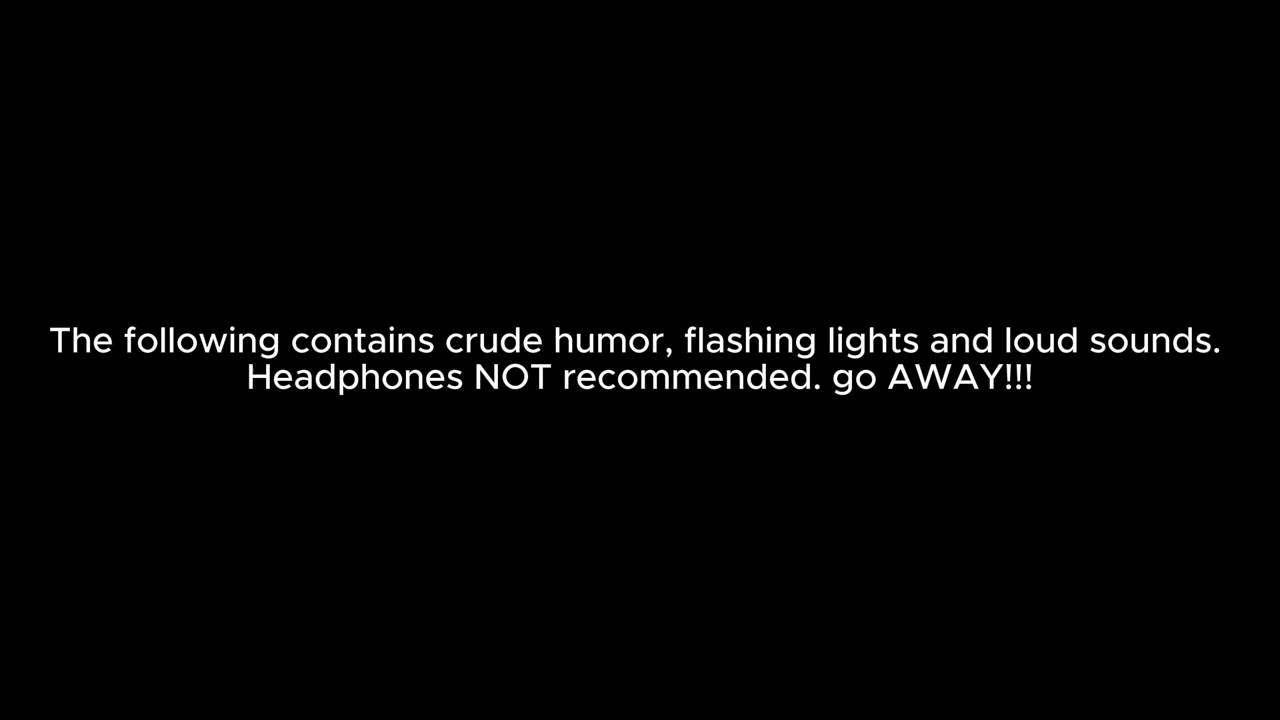 The following contains crude humor, flashing lights and loud sounds.
Headphones NOT recommended. go AWAY!!!